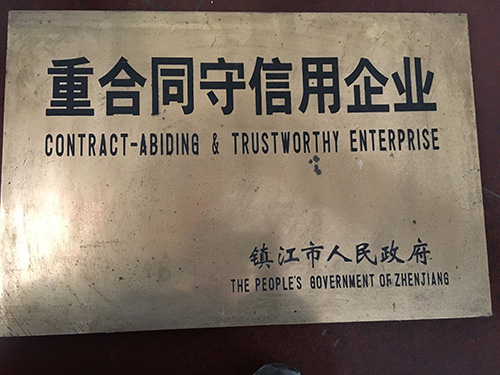 重合同守信用企业
CONTRACT-ABIDING & TRUSTWORTHY ENTERPRISE
镇江市人民政府
THE PEOPLE'S GOVERNMENT OF ZHENJIANG